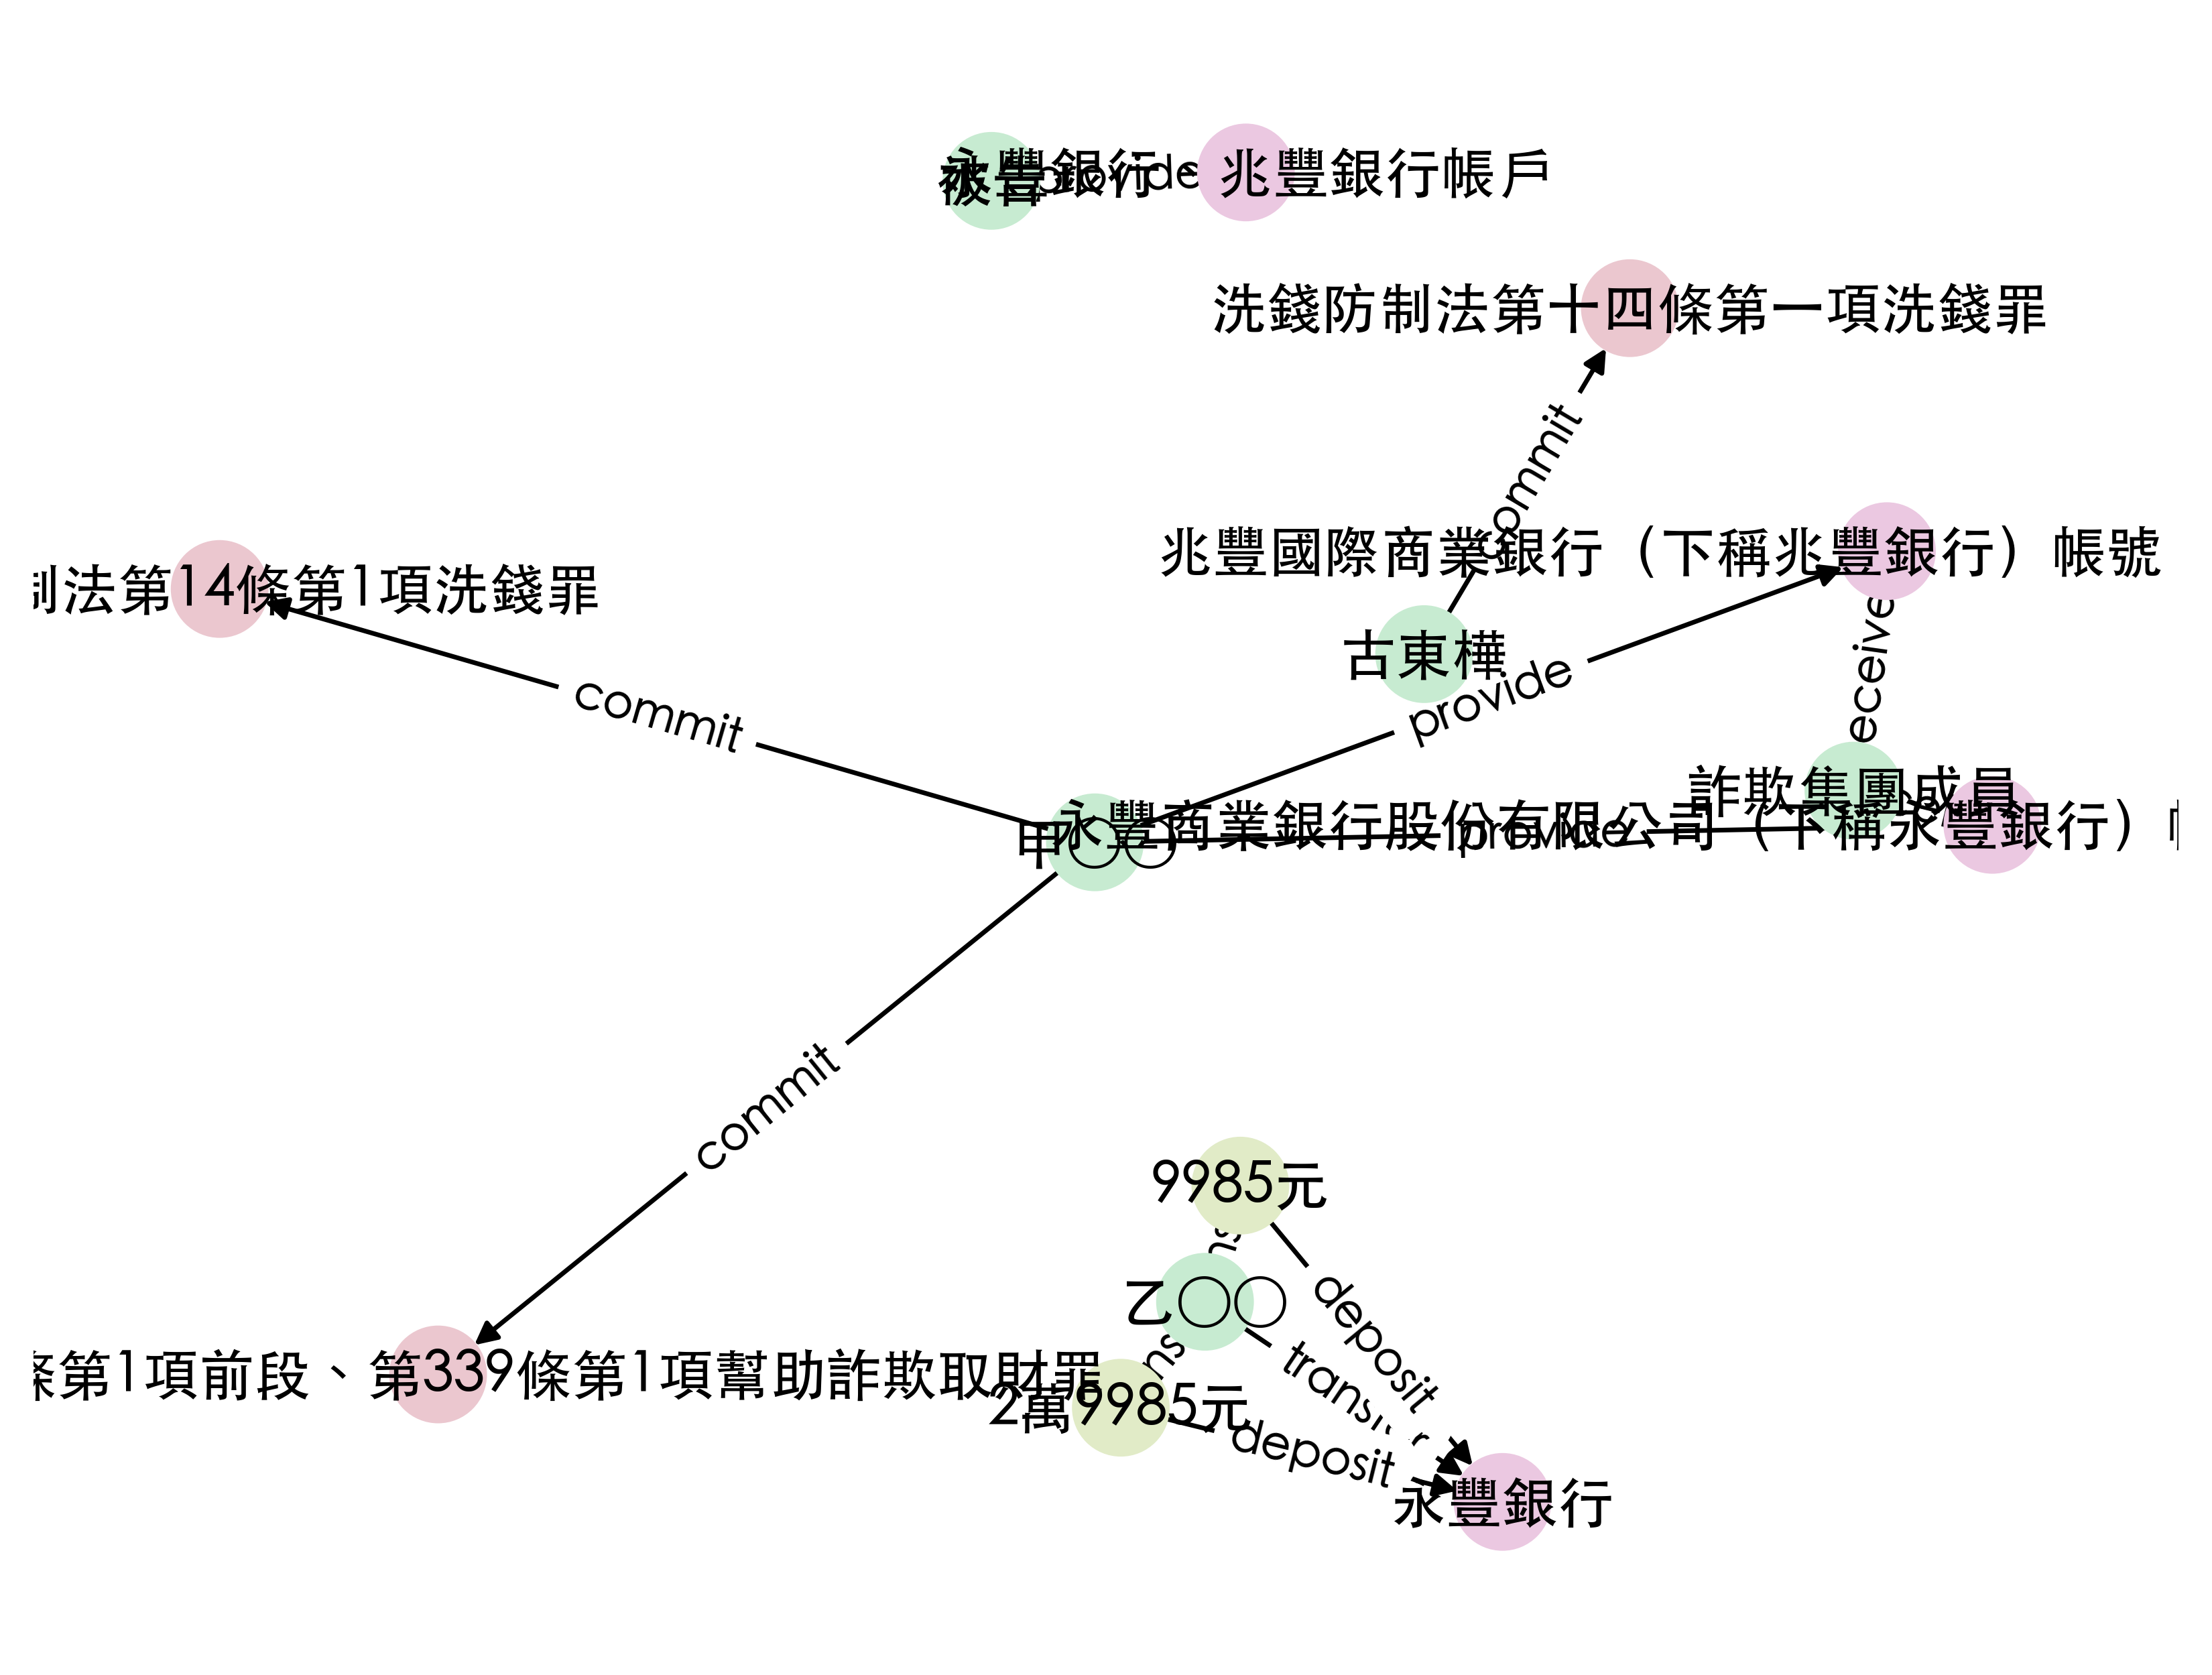 永豐銀行
被告
provide
兆豐銀行帳戶
洗錢防制法第十四條第一項洗錢罪
commit
兆豐國際商業銀行（下稱兆豐銀行）帳號
制法第14條第1項洗錢罪
古東樺
provide
eceive
commit
詐欺集團成員
永豐商業銀行股份有限公司（下稱永豐銀行）
provide
甲〇〇
commit
9985元
乙〇〇
deposit
條第1項前段、第339條第1項幫助詐欺取財罪
2萬9985元
deposit
永豐銀行